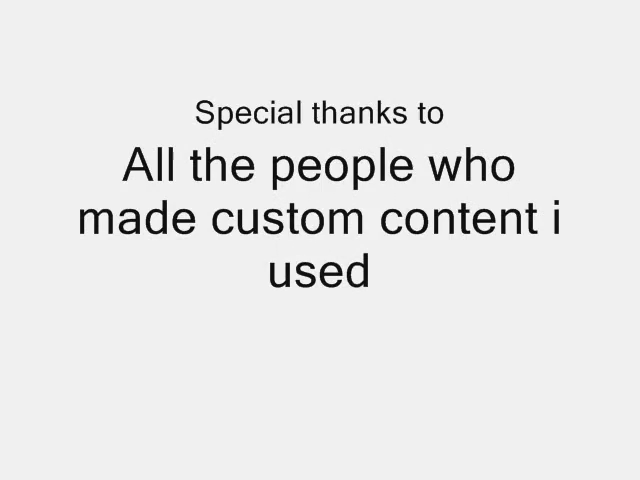 Special thanks to
All the people who
made custom content i
used